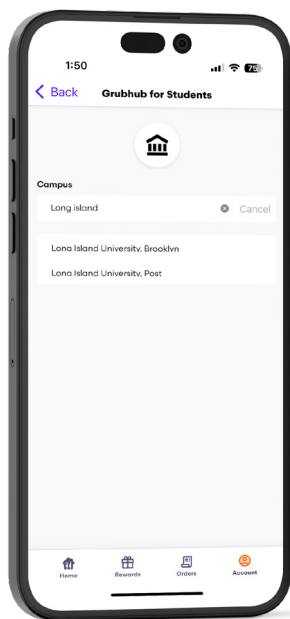 1:50
75
Back
Grubhub for Students
Campus
Long island
Cancel
Long Island University, Brooklyn
Long Island University, Post
Home
Rewards
Orders
Account